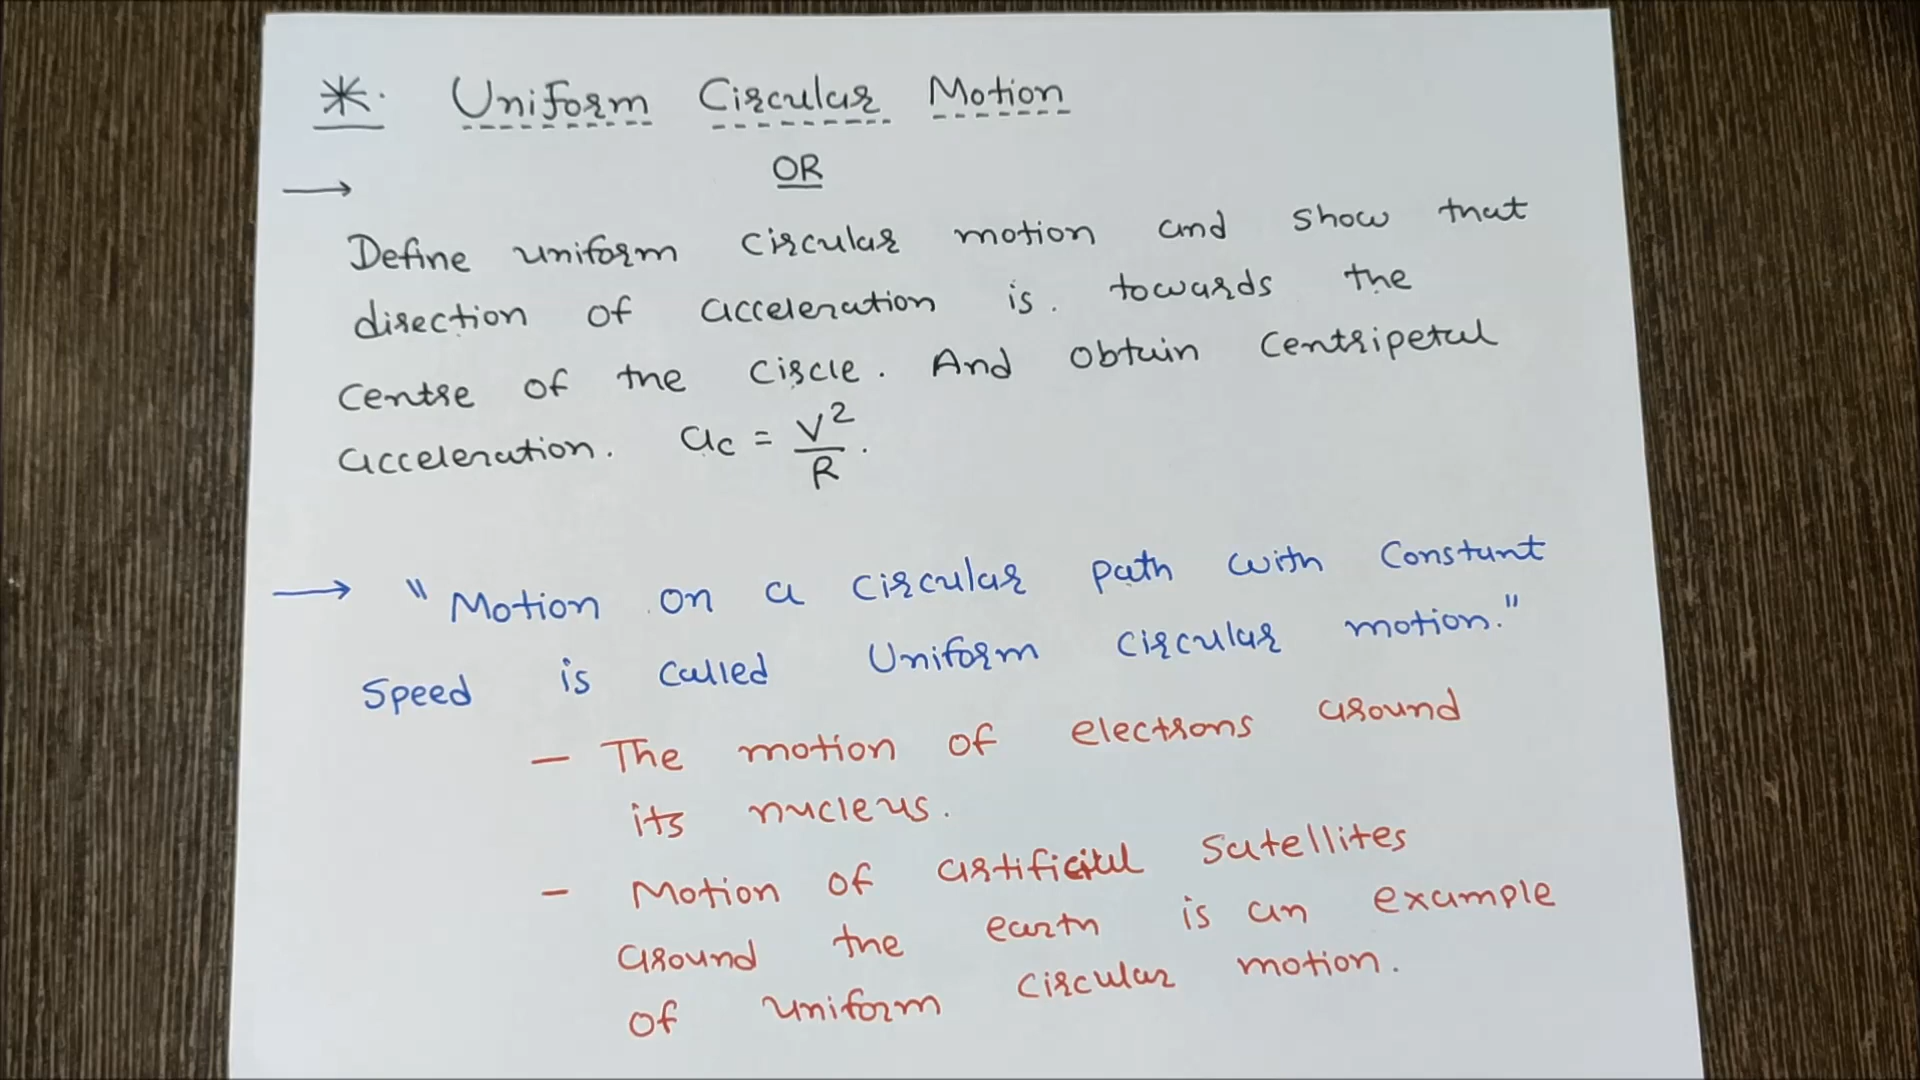 *. Uniform Circular Motion
OR
→
Define uniform circular motion and show that
direction of acceleration is. towards the
Centre of the circle. And obtain Centripetal
acceleration. ac = V²/R.
→ "Motion on a circular path with Constant
Speed is called Uniform circular motion."
– The motion of electrons around
its nucleus.
– Motion of artificial satellites
around the earth is an example
of uniform circular motion.